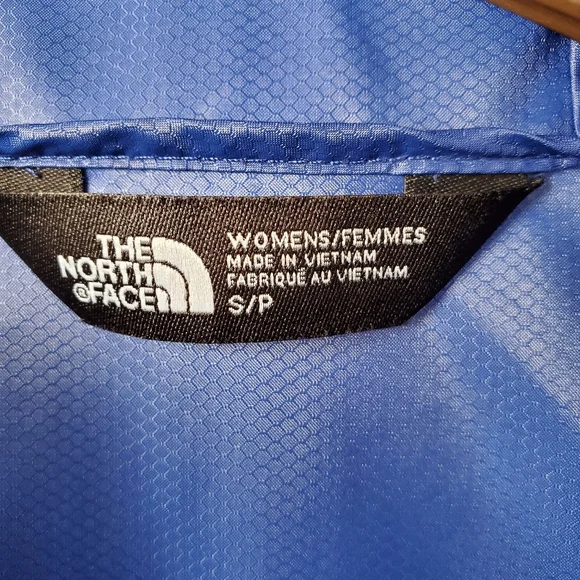 THE
NORTH
FACE
WOMENS/FEMMES
MADE IN VIETNAM
FABRIQUÉ AU VIETNAM
S/P